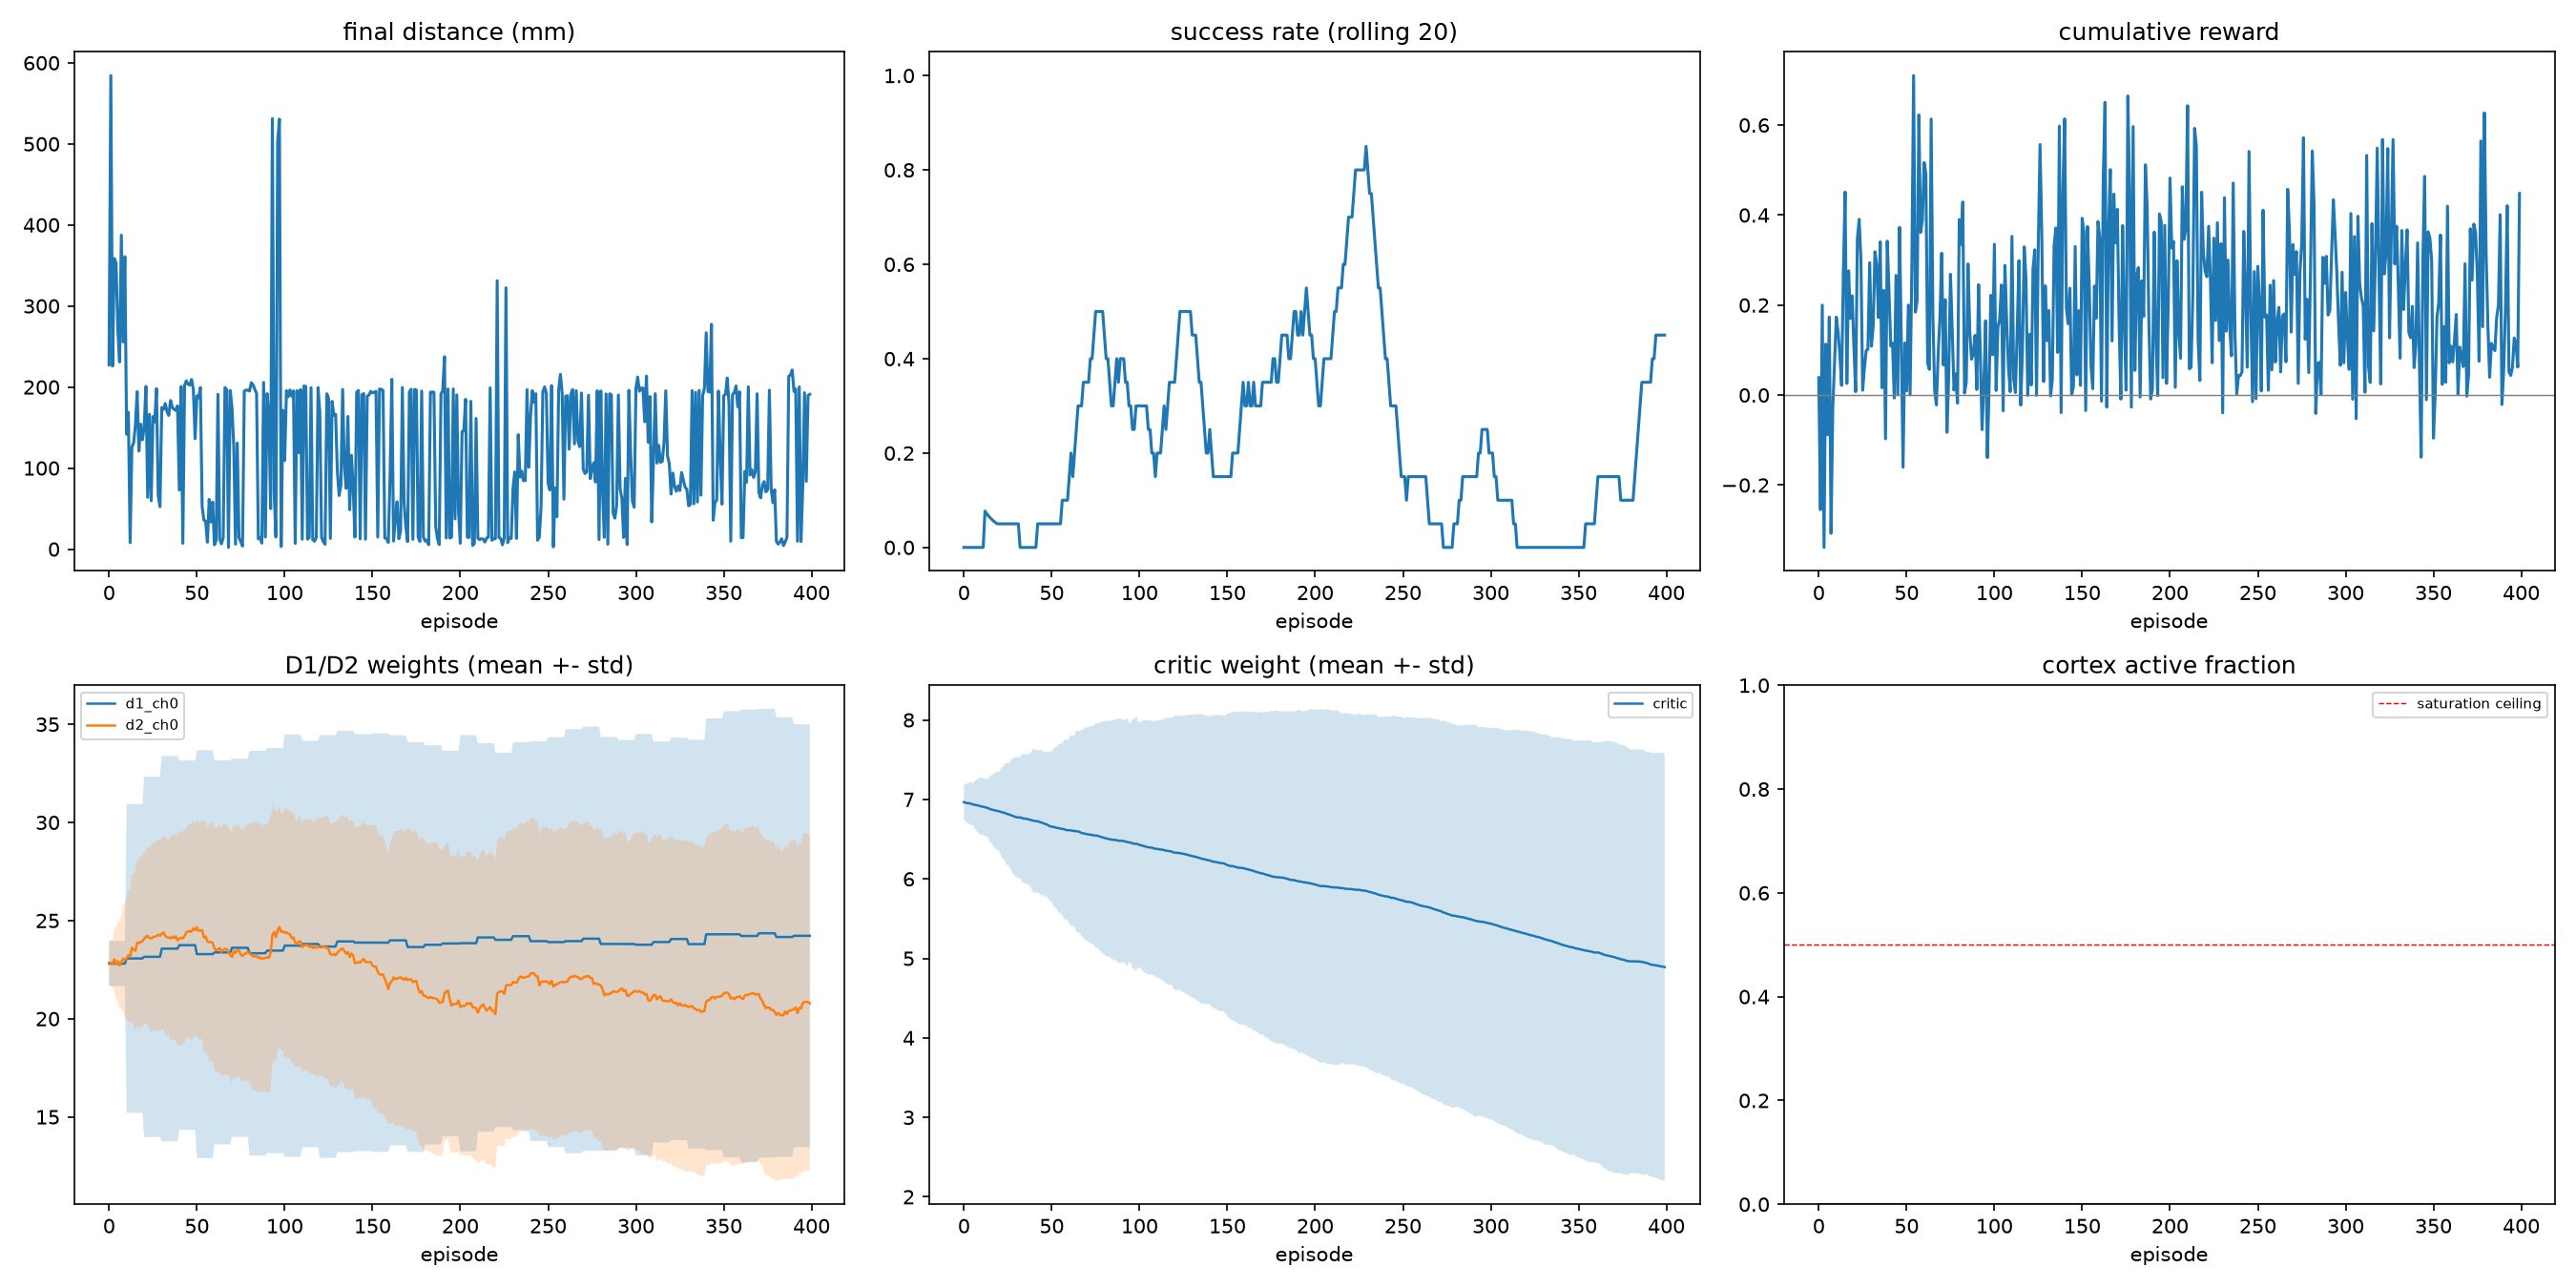 final distance (mm)
600
500
400
300
200
100
0
0 50 100 150 200 250 300 350 400
episode
success rate (rolling 20)
1.0
0.8
0.6
0.4
0.2
0.0
0 50 100 150 200 250 300 350 400
episode
cumulative reward
0.6
0.4
0.2
0.0
−0.2
0 50 100 150 200 250 300 350 400
episode
D1/D2 weights (mean +- std)
d1_ch0
d2_ch0
35
30
25
20
15
0 50 100 150 200 250 300 350 400
episode
critic weight (mean +- std)
critic
8
7
6
5
4
3
2
0 50 100 150 200 250 300 350 400
episode
cortex active fraction
saturation ceiling
1.0
0.8
0.6
0.4
0.2
0.0
0 50 100 150 200 250 300 350 400
episode